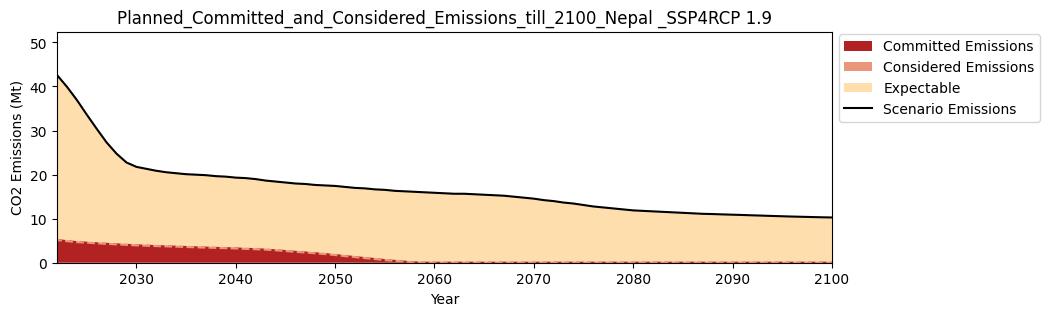 Planned_Committed_and_Considered_Emissions_till_2100_Nepal _SSP4RCP 1.9
CO2 Emissions (Mt)
50
40
30
20
10
0
2030
2040
2050
2060
2070
2080
2090
2100
Year
Committed Emissions
Considered Emissions
Expectable
Scenario Emissions